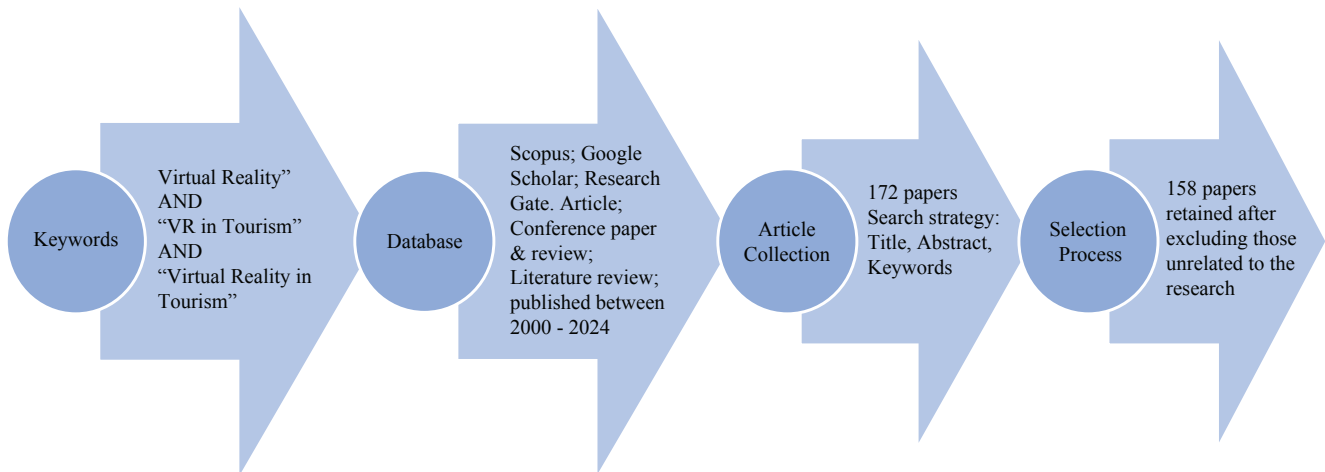 Keywords
Virtual Reality”
AND
“VR in Tourism”
AND
“Virtual Reality in
Tourism”
Database
Scopus; Google
Scholar; Research
Gate. Article;
Conference paper
& review;
Literature review;
published between
2000 - 2024
Article
Collection
172 papers
Search strategy:
Title, Abstract,
Keywords
Selection
Process
158 papers
retained after
excluding those
unrelated to the
research